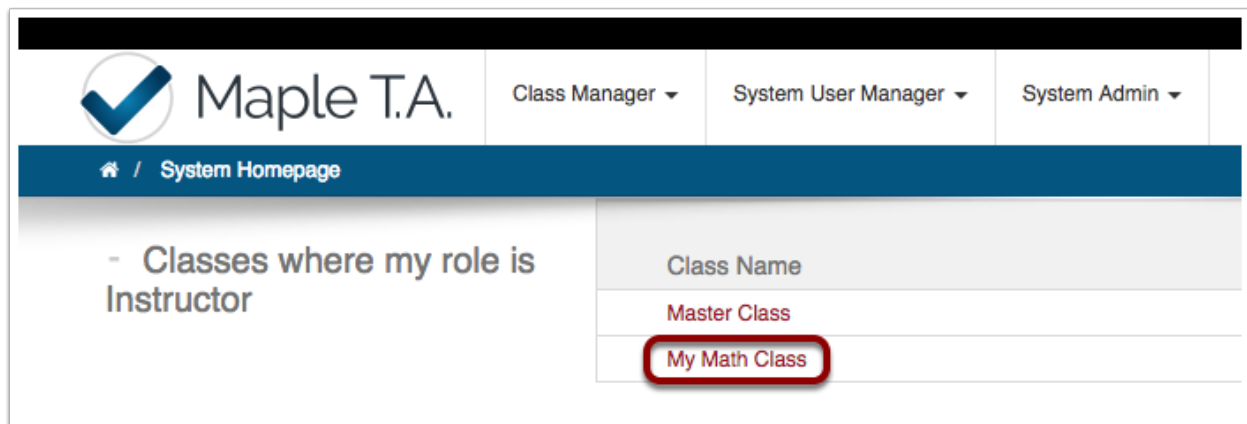 Maple T.A.
Class Manager
System User Manager
System Admin
/ System Homepage
- Classes where my role is
Instructor
Class Name
Master Class
My Math Class